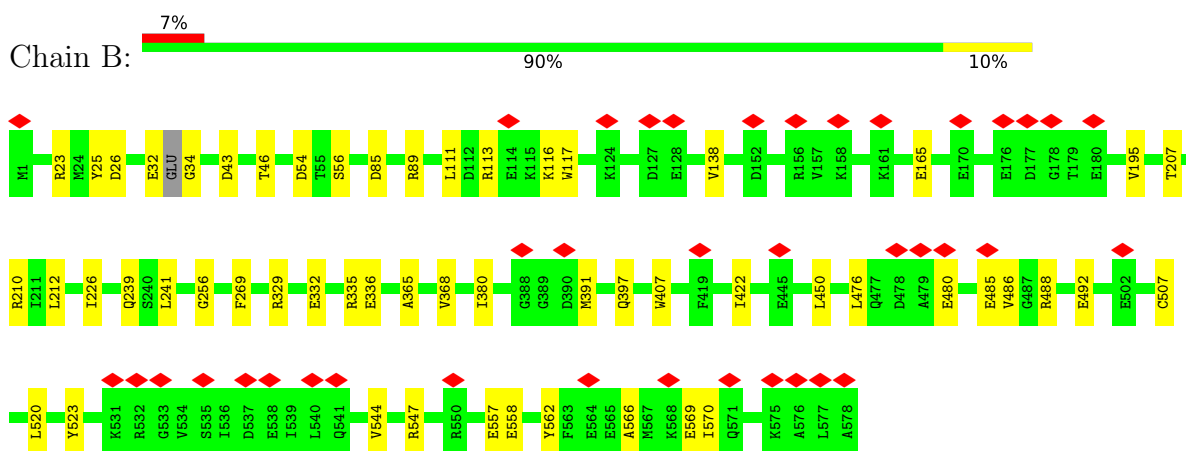 7%
Chain B:
90% 10%
M1 R23 M24 Y25 D26 E32 GLU G34 D43 T46 D54 T55 S56 D85 R89 L111 D112 R113 E114 K115 K116 W117 K124 D127 E128 V138 D152 R156 V157 K158 K161 E165 E170 E176 D177 G178 T179 E180 V195 T207
R210 I211 L212 I226 Q239 S240 L241 G256 F269 R329 E332 R335 E336 A365 V368 I380 G388 G389 D390 M391 Q397 W407 F419 I422 E445 L450 L476 Q477 D478 A479 E480 E485 V486 G487 R488 E492 E502 C507
L520 Y523 K531 R532 G533 V534 S535 I536 D537 E538 I539 L540 Q541 V544 R547 R550 E557 E558 Y562 F563 E564 E565 A566 M567 K568 E569 I570 Q571 K575 A576 L577 A578